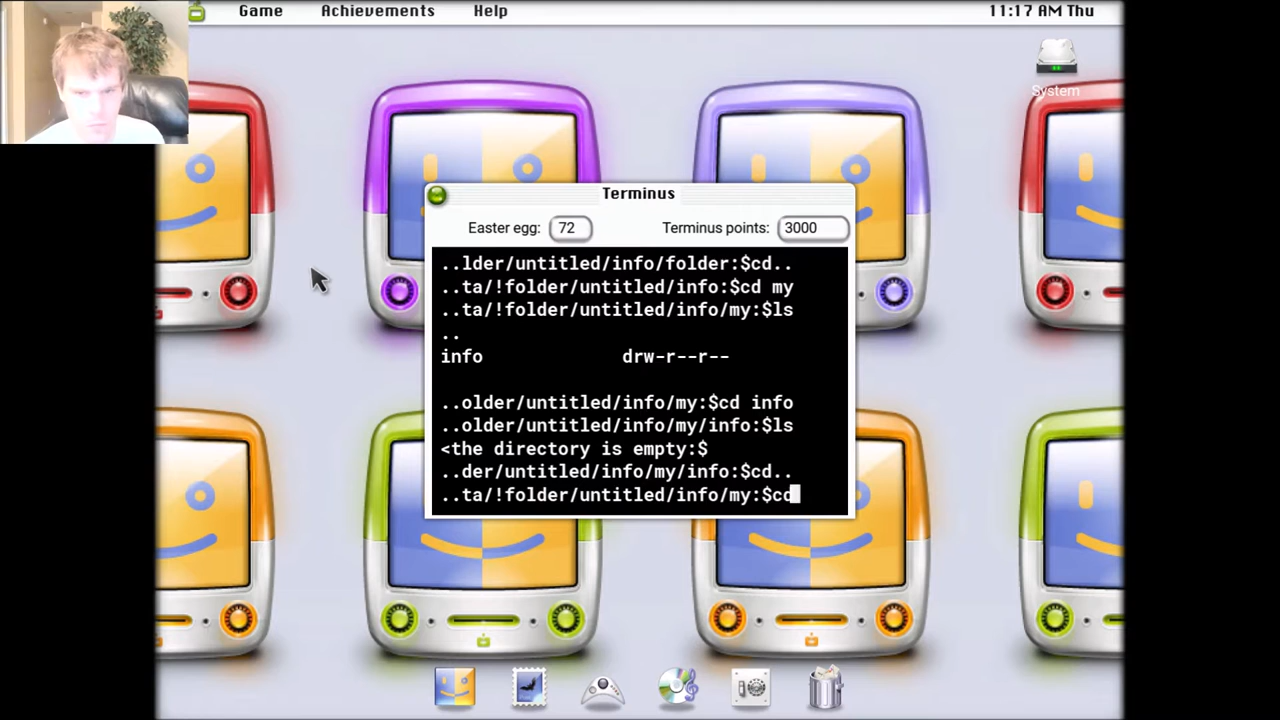 Game Achievements Help 11:17 AM Thu
System
Terminus
Easter egg: 72 Terminus points: 3000
..lder/untitled/info/folder:$cd..
..ta/!folder/untitled/info:$cd my
..ta/!folder/untitled/info/my:$ls
..
info drw-r--r--
..older/untitled/info/my:$cd info
..older/untitled/info/my/info:$ls
<the directory is empty:$
..der/untitled/info/my/info:$cd..
..ta/!folder/untitled/info/my:$cd